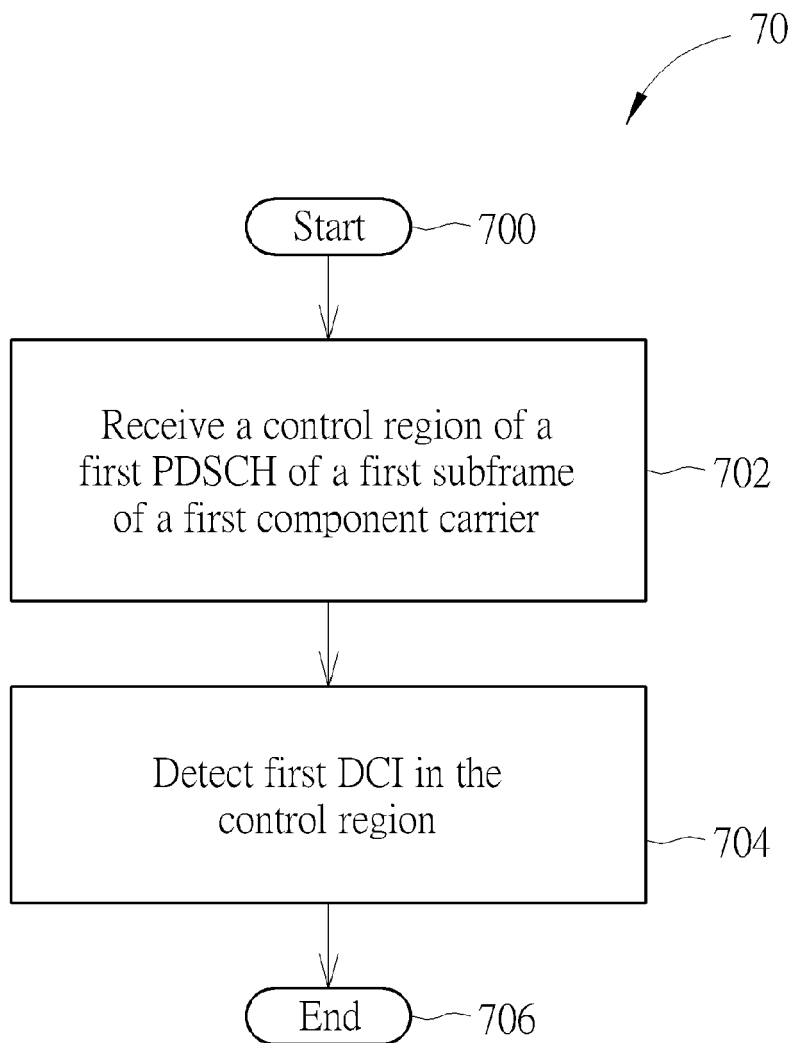 70
Start
700
Receive a control region of a
first PDSCH of a first subframe
of a first component carrier
702
Detect first DCI in the
control region
704
End
706